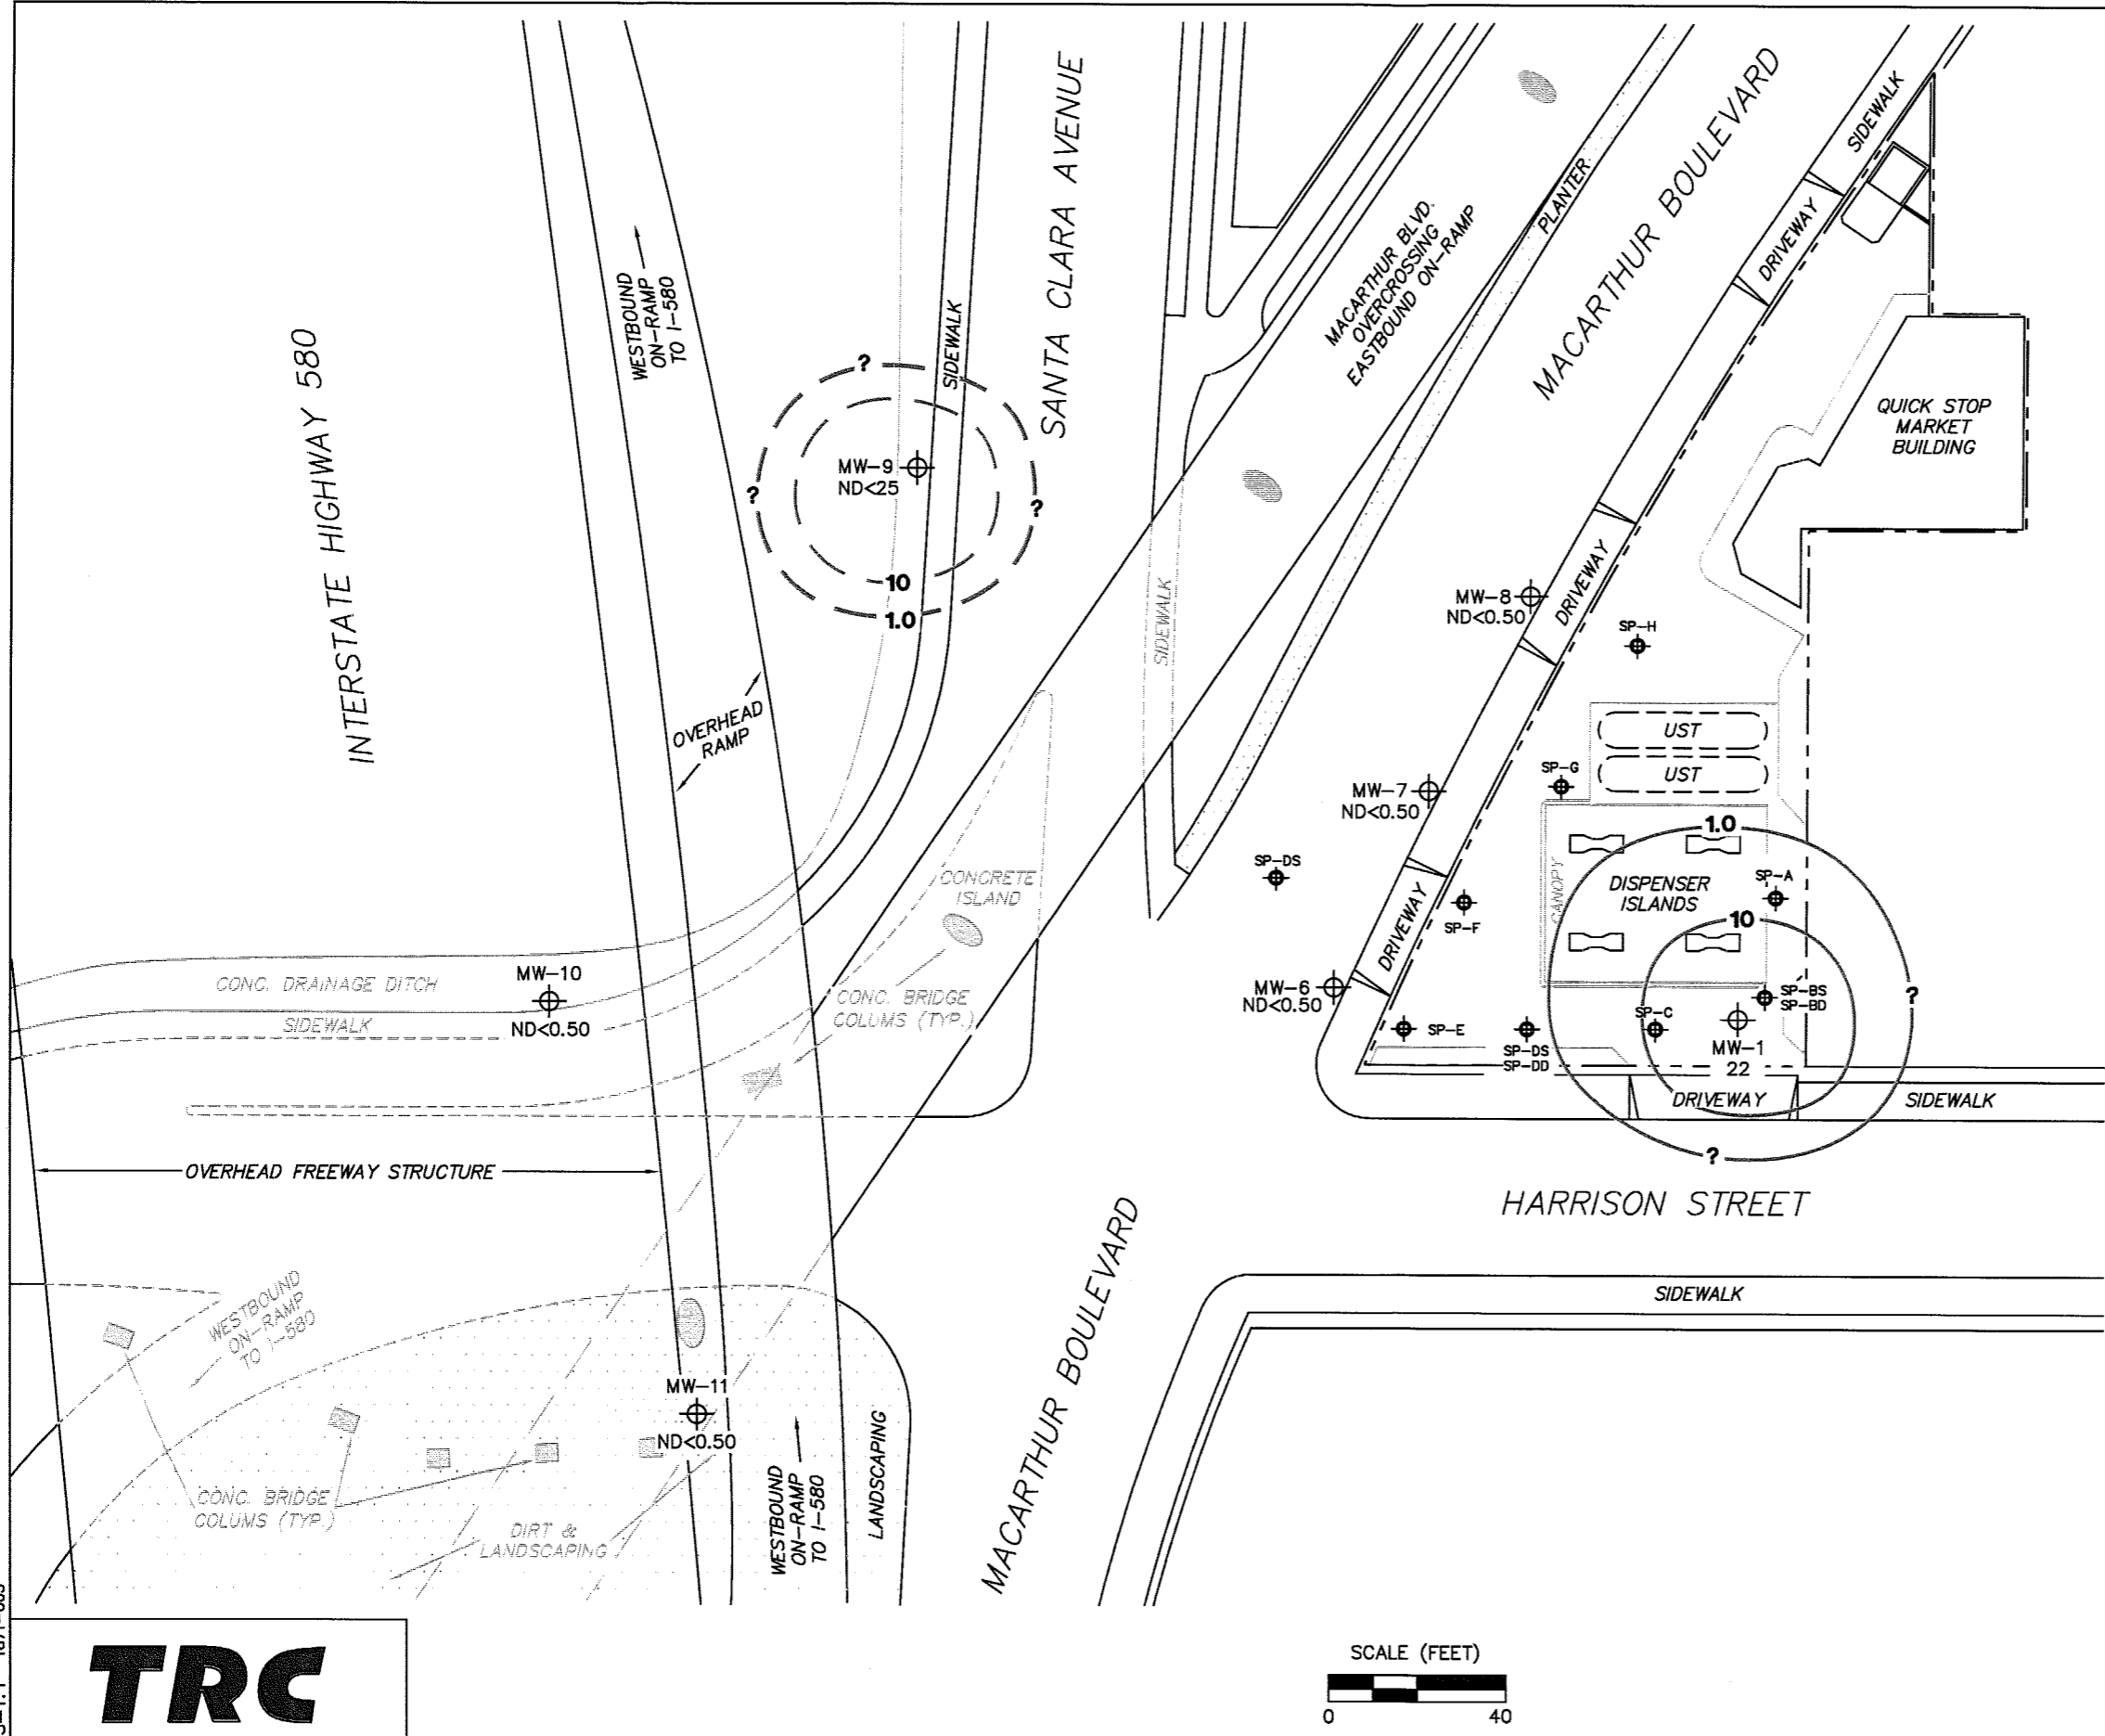 INTERSTATE HIGHWAY 580
WESTBOUND
ON-RAMP
TO I-580
SIDEWALK
SANTA CLARA AVENUE
MACARTHUR BLVD.
OVERCROSSING
EASTBOUND ON-RAMP
PLANTER
MACARTHUR BOULEVARD
SIDEWALK
DRIVEWAY
QUICK STOP
MARKET
BUILDING
?
?
?
MW-9
ND<25
10
1.0
SIDEWALK
MW-8
ND<0.50
DRIVEWAY
SP-H
OVERHEAD
RAMP
UST
UST
SP-G
MW-7
ND<0.50
1.0
SP-DS
CONCRETE
ISLAND
DRIVEWAY
SP-F
CANOPY
DISPENSER
ISLANDS
SP-A
10
CONC. DRAINAGE DITCH
MW-10
ND<0.50
SIDEWALK
CONC. BRIDGE
COLUMS (TYP.)
MW-6
ND<0.50
SP-E
SP-DS
SP-DD
SP-C
SP-BS
SP-BD
MW-1
22
?
DRIVEWAY
SIDEWALK
?
OVERHEAD FREEWAY STRUCTURE
HARRISON STREET
WESTBOUND
ON-RAMP
TO I-580
SIDEWALK
MW-11
ND<0.50
CONC. BRIDGE
COLUMS (TYP.)
DIRT &
LANDSCAPING
WESTBOUND
ON-RAMP
TO I-580
LANDSCAPING
MACARTHUR BOULEVARD
TRC
SCALE (FEET)
0 40